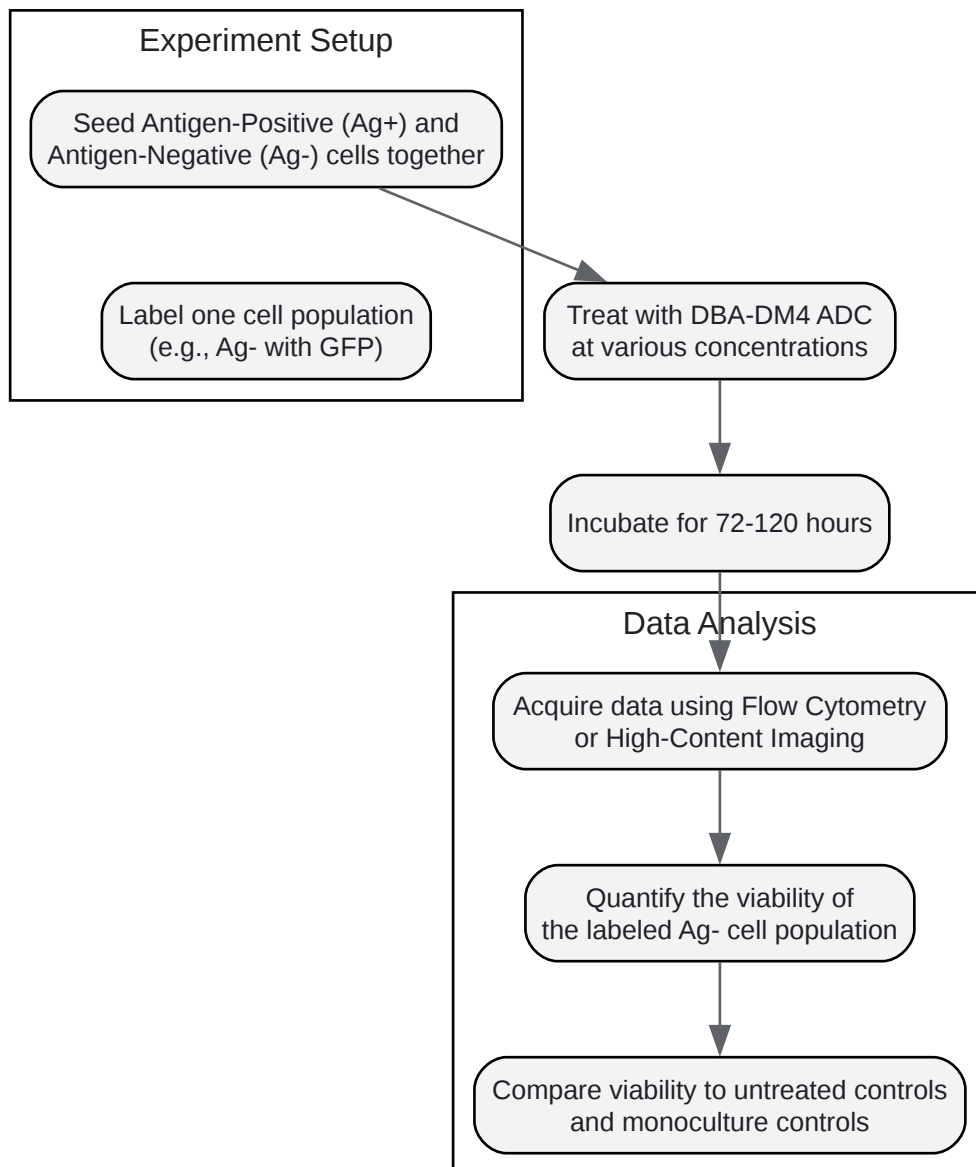 Experiment Setup
Seed Antigen-Positive (Ag+) and
Antigen-Negative (Ag-) cells together
Label one cell population
(e.g., Ag- with GFP)
Treat with DBA-DM4 ADC
at various concentrations
Incubate for 72-120 hours
Data Analysis
Acquire data using Flow Cytometry
or High-Content Imaging
Quantify the viability of
the labeled Ag- cell population
Compare viability to untreated controls
and monoculture controls